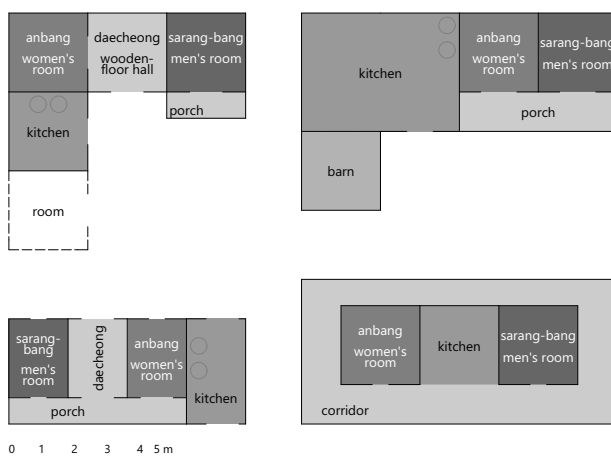 anbang
women's
room
daecheong
wooden-
floor hall
sarang-bang
men's room
porch
kitchen
room
kitchen
anbang
women's
room
sarang-bang
men's room
porch
barn
sarang-
bang
men's
room
daecheong
anbang
women's
room
kitchen
porch
anbang
women's
room
kitchen
sarang-bang
men's room
corridor
0 1 2 3 4 5 m